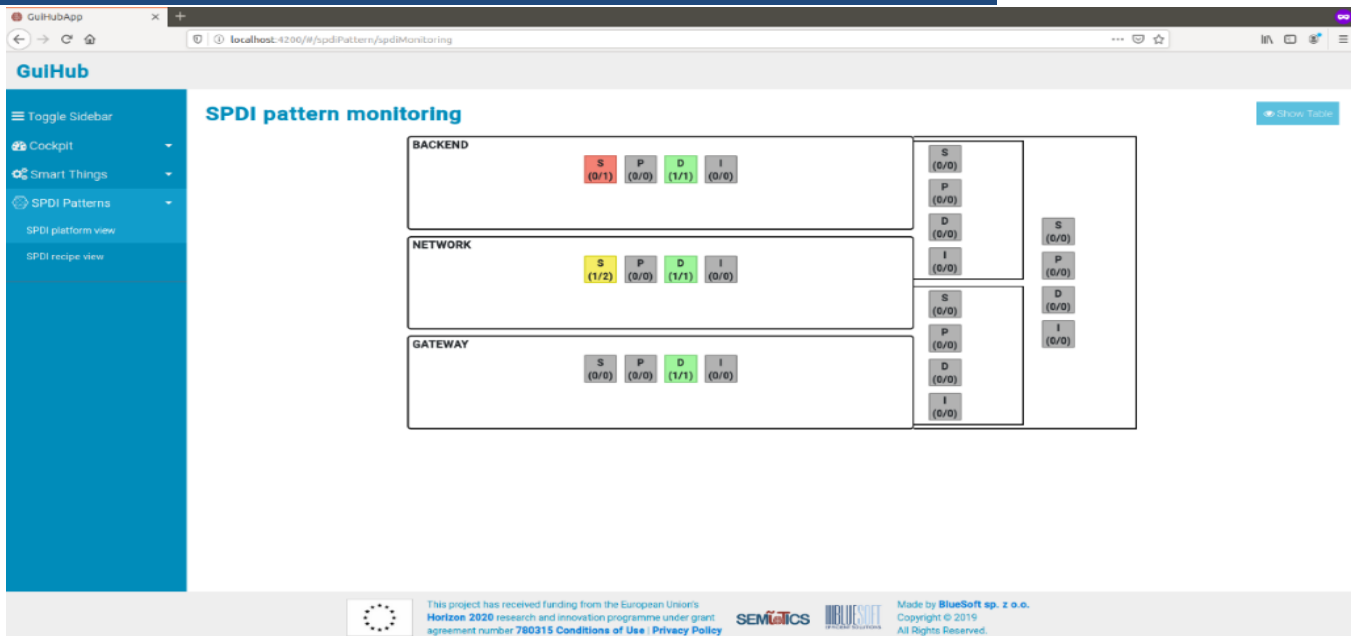 GuiHubApp
localhost:4200/#/spdiPattern/spdiMonitoring
GuiHub
Toggle Sidebar
Cockpit
Smart Things
SPDI Patterns
SPDI platform view
SPDI recipe view
SPDI pattern monitoring
Show Table
BACKEND
S P D I
(0/1) (0/0) (1/1) (0/0)
NETWORK
S P D I
(1/2) (0/0) (1/1) (0/0)
GATEWAY
S P D I
(0/0) (0/0) (1/1) (0/0)
S
(0/0)
P
(0/0)
D
(0/0)
I
(0/0)
S
(0/0)
P
(0/0)
D
(0/0)
I
(0/0)
S
(0/0)
P
(0/0)
D
(0/0)
I
(0/0)
This project has received funding from the European Union's
Horizon 2020 research and innovation programme under grant
agreement number 780315 Conditions of Use | Privacy Policy
SEMIoTICS
BLUESOFT
Made by BlueSoft sp. z o.o.
Copyright © 2019
All Rights Reserved.